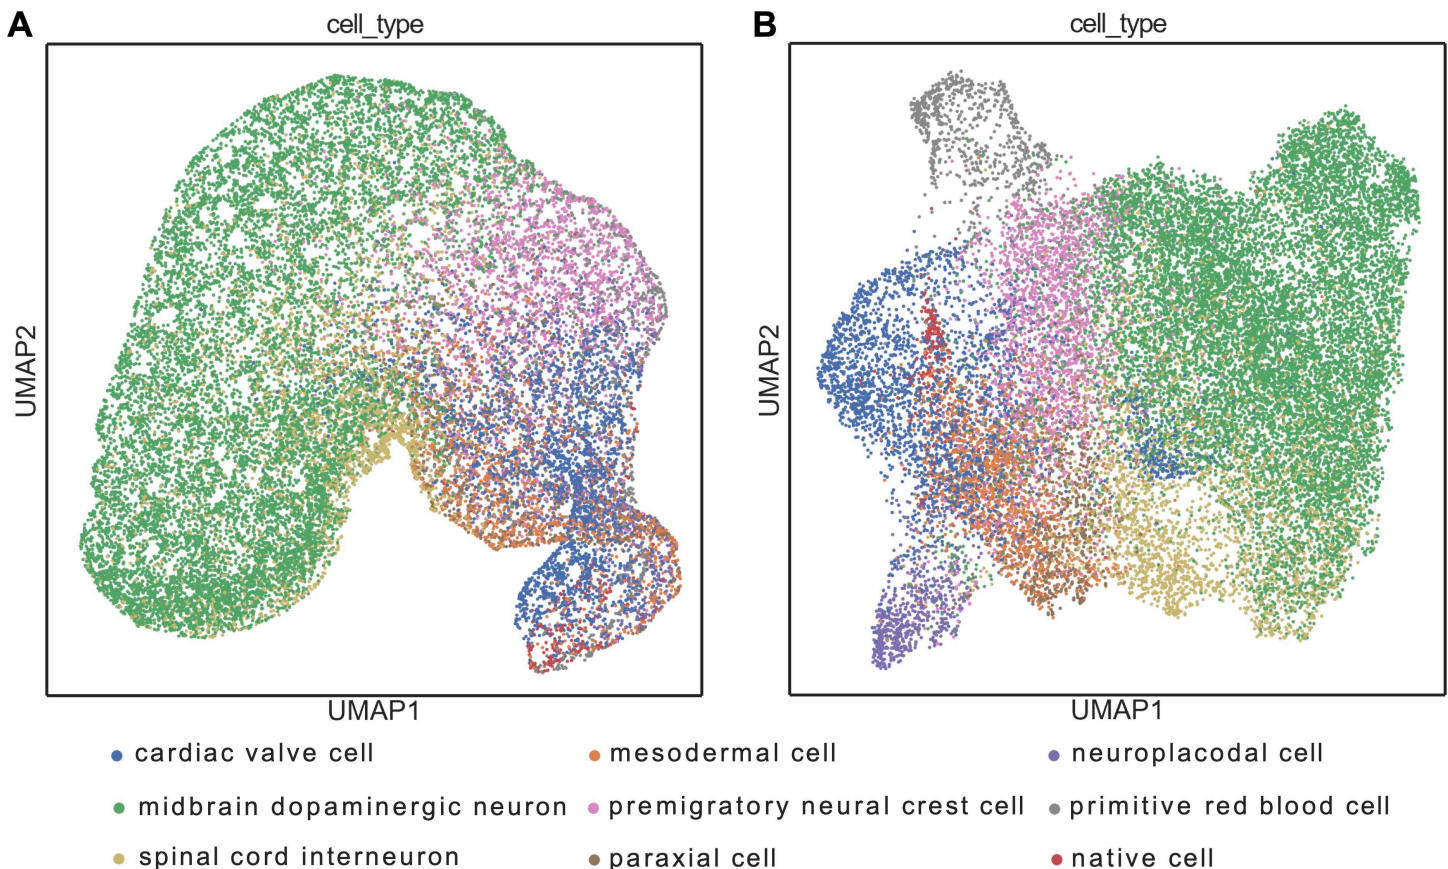 A
cell_type
B
cell_type
UMAP2
UMAP1
UMAP2
UMAP1
cardiac valve cell
mesodermal cell
neuroplacodal cell
midbrain dopaminergic neuron
premigratory neural crest cell
primitive red blood cell
spinal cord interneuron
paraxial cell
native cell